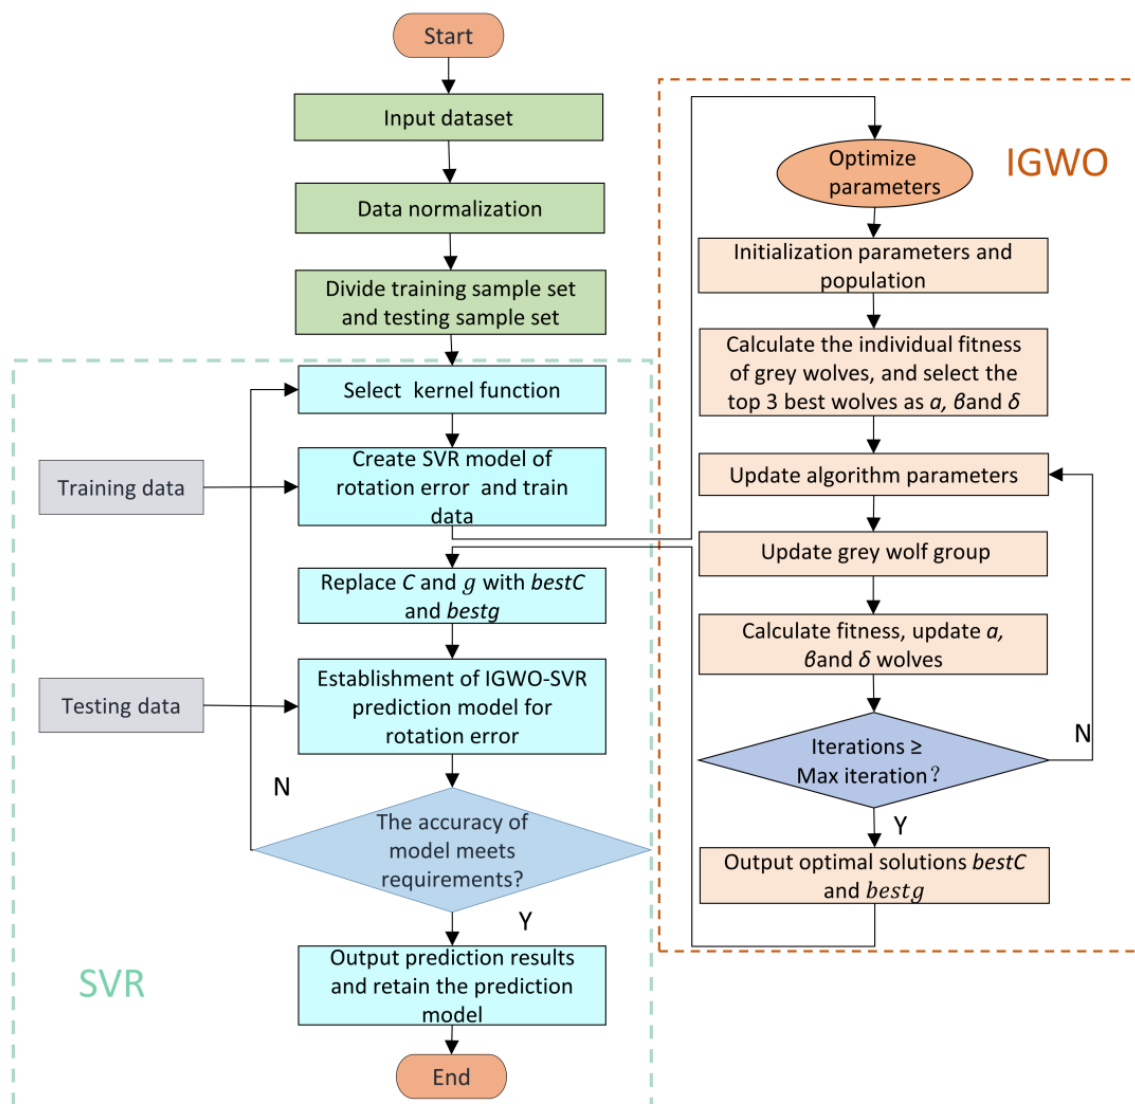 Start
Input dataset
Data normalization
Divide training sample set
and testing sample set
Select kernel function
Training data
Create SVR model of
rotation error and train
data
Replace C and g with bestC
and bestg
Testing data
Establishment of IGWO-SVR
prediction model for
rotation error
N
The accuracy of
model meets
requirements?
Y
Output prediction results
and retain the prediction
model
SVR
End
IGWO
Optimize
parameters
Initialization parameters and
population
Calculate the individual fitness
of grey wolves, and select the
top 3 best wolves as α, βand δ
Update algorithm parameters
Update grey wolf group
Calculate fitness, update α,
βand δ wolves
N
Iterations ≥
Max iteration?
Y
Output optimal solutions bestC
and bestg